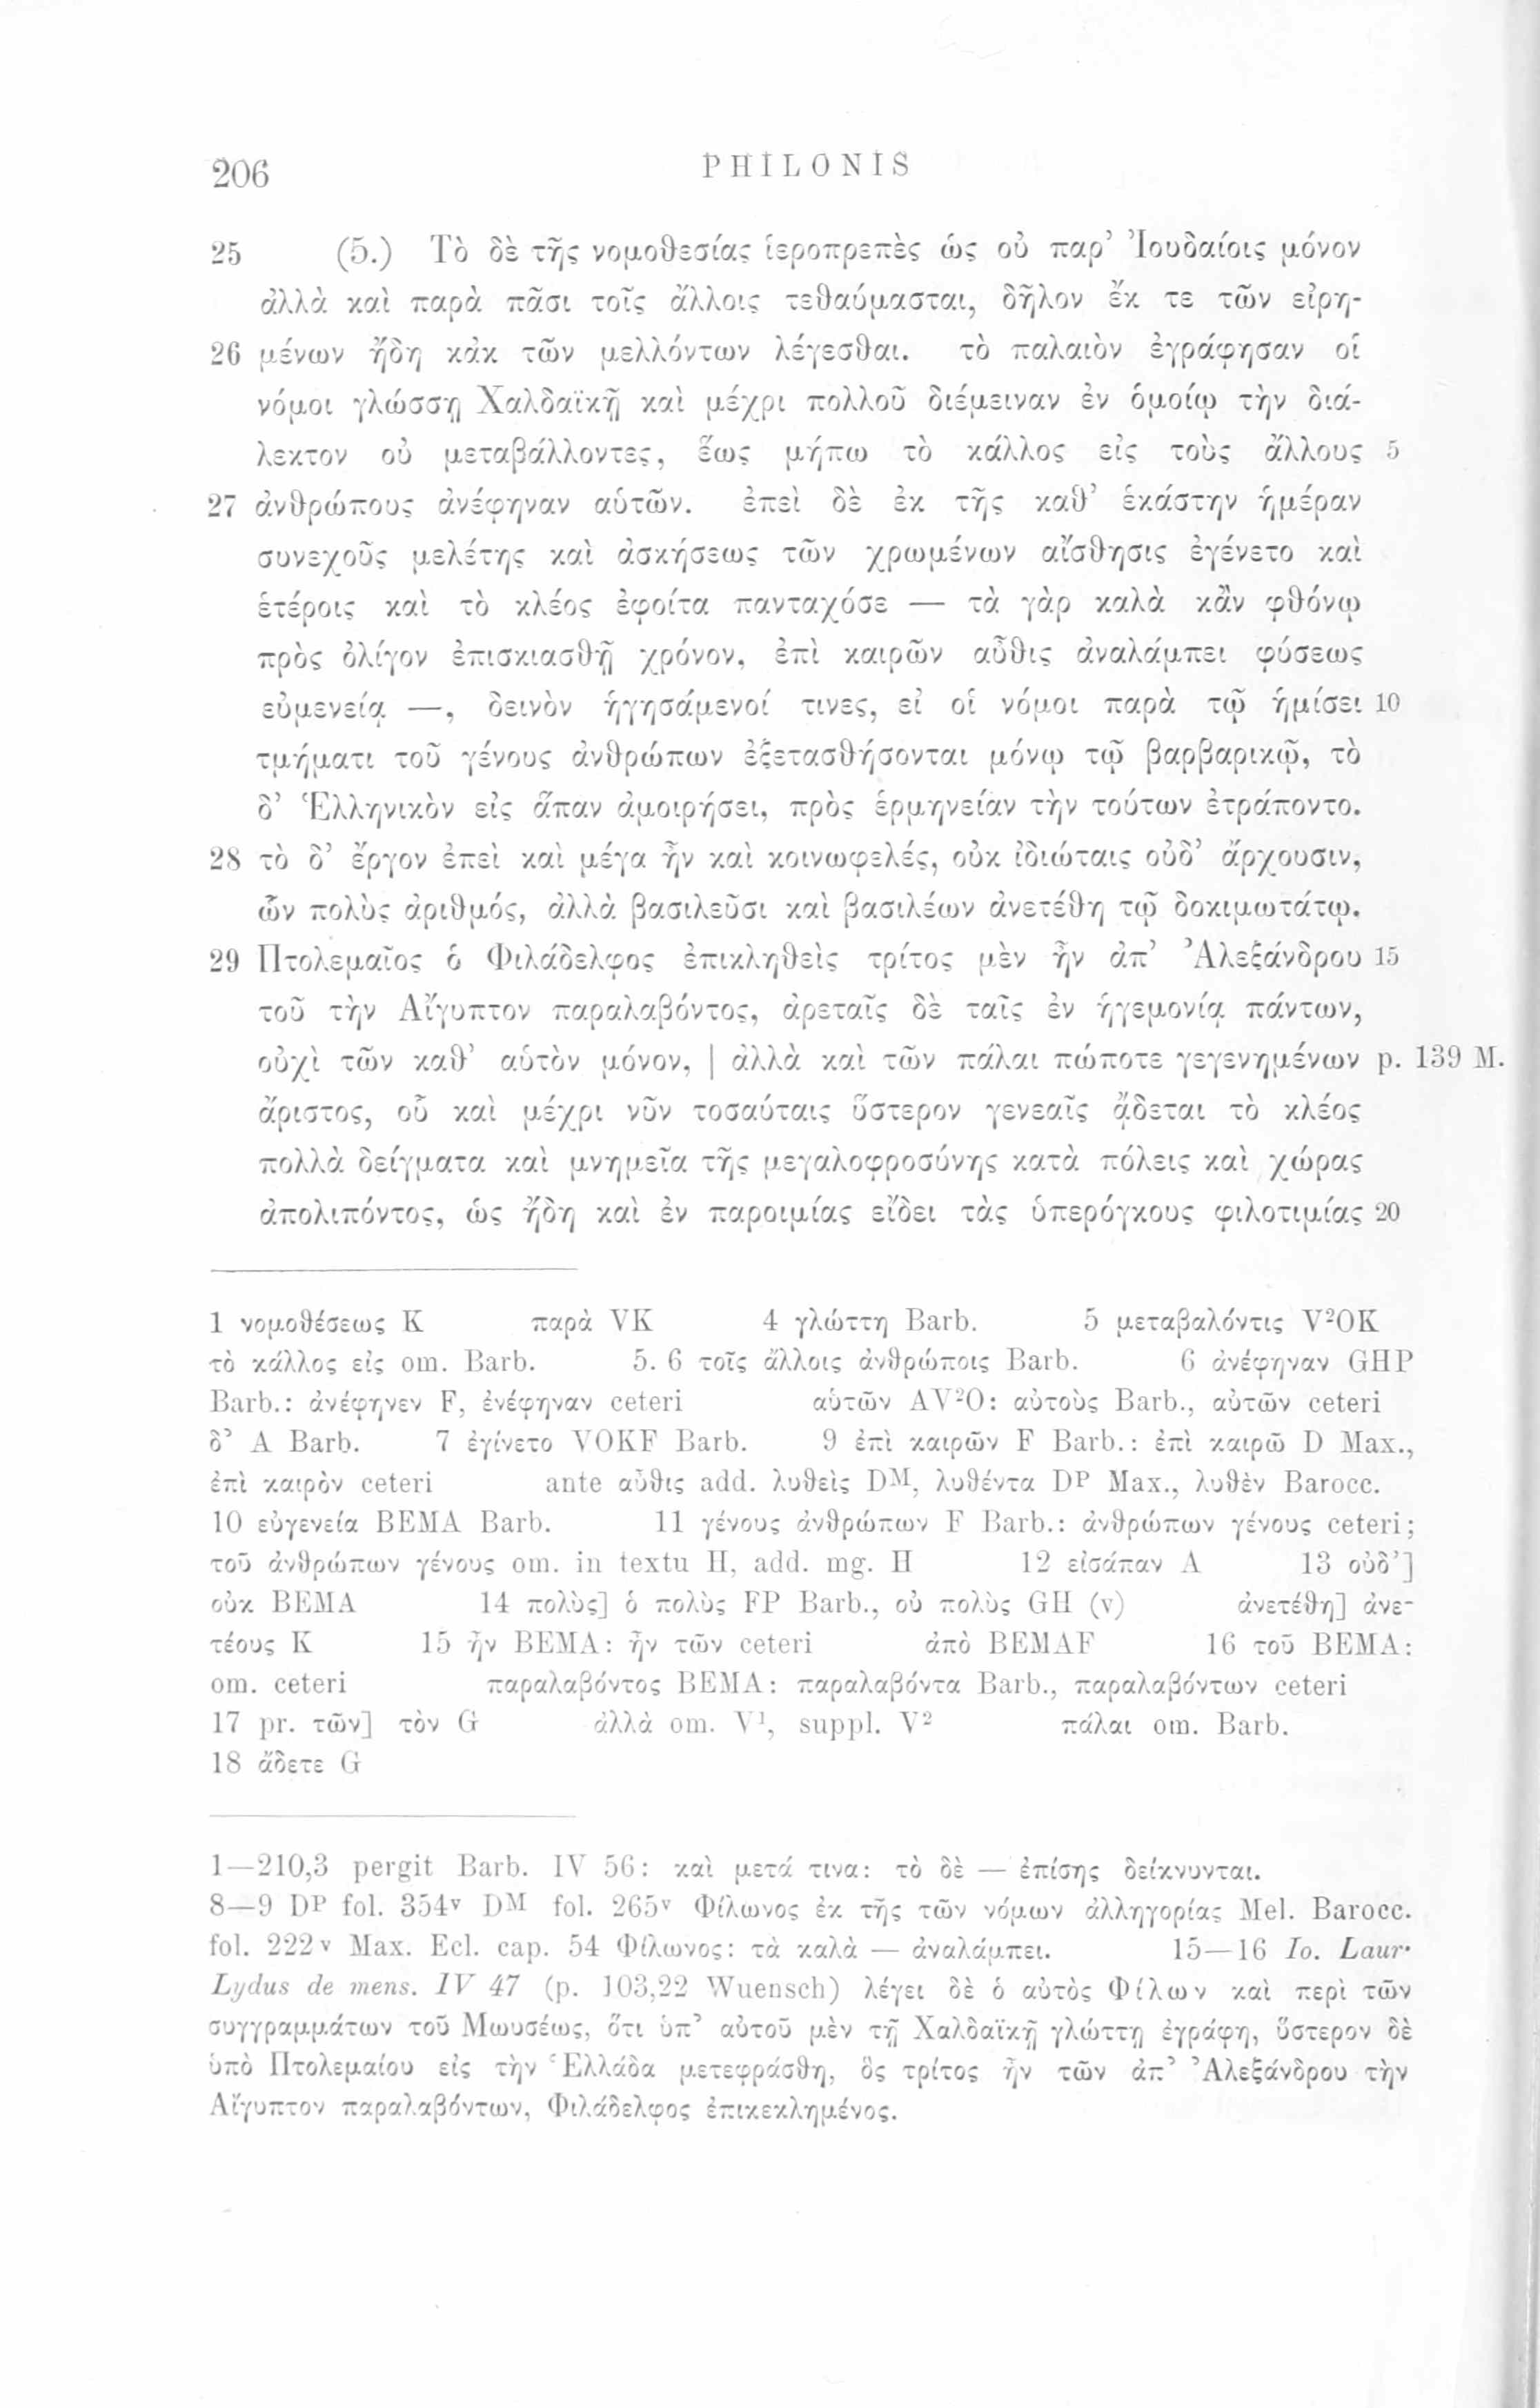 206
PHILONIS
25 (5.) Τὸ δὲ τῆς νομοθεσίας ἱεροπρεπὲς ὡς οὐ παρ’ Ἰουδαίοις μόνον
ἀλλὰ καὶ παρὰ πᾶσι τοῖς ἄλλοις τεθαύμασται, δῆλον ἔκ τε τῶν εἰρη-
26 μένων ἤδη κἀκ τῶν μελλόντων λέγεσθαι. τὸ παλαιὸν ἐγράφησαν οἱ
νόμοι γλώσσῃ Χαλδαϊκῇ καὶ μέχρι πολλοῦ διέμειναν ἐν ὁμοίῳ τὴν διά-
λεκτον οὐ μεταβάλλοντες, ἕως μήπω τὸ κάλλος εἰς τοὺς ἄλλους 5
27 ἀνθρώπους ἀνέφηναν αὑτῶν. ἐπεὶ δὲ ἐκ τῆς καθ’ ἑκάστην ἡμέραν
συνεχοῦς μελέτης καὶ ἀσκήσεως τῶν χρωμένων αἴσθησις ἐγένετο καὶ
ἑτέροις καὶ τὸ κλέος ἐφοίτα πανταχόσε — τὰ γὰρ καλὰ κἂν φθόνῳ
πρὸς ὀλίγον ἐπισκιασθῇ χρόνον, ἐπὶ καιρῶν αὖθις ἀναλάμπει φύσεως
εὐμενείᾳ —, δεινὸν ἡγησάμενοί τινες, εἰ οἱ νόμοι παρὰ τῷ ἡμίσει 10
τμήματι τοῦ γένους ἀνθρώπων ἐξετασθήσονται μόνῳ τῷ βαρβαρικῷ, τὸ
δ’ Ἑλληνικὸν εἰς ἅπαν ἀμοιρήσει, πρὸς ἑρμηνείαν τὴν τούτων ἐτράποντο.
28 τὸ δ’ ἔργον ἐπεὶ καὶ μέγα ἦν καὶ κοινωφελές, οὐκ ἰδιώταις οὐδ’ ἄρχουσιν,
ὧν πολὺς ἀριθμός, ἀλλὰ βασιλεῦσι καὶ βασιλέων ἀνετέθη τῷ δοκιμωτάτῳ.
29 Πτολεμαῖος ὁ Φιλάδελφος ἐπικληθεὶς τρίτος μὲν ἦν ἀπ’ Ἀλεξάνδρου 15
τοῦ τὴν Αἴγυπτον παραλαβόντος, ἀρεταῖς δὲ ταῖς ἐν ἡγεμονίᾳ πάντων,
οὐχὶ τῶν καθ’ αὑτὸν μόνον, | ἀλλὰ καὶ τῶν πάλαι πώποτε γεγενημένων p. 139 M.
ἄριστος, οὗ καὶ μέχρι νῦν τοσαύταις ὕστερον γενεαῖς ᾄδεται τὸ κλέος
πολλὰ δείγματα καὶ μνημεῖα τῆς μεγαλοφροσύνης κατὰ πόλεις καὶ χώρας
ἀπολιπόντος, ὡς ἤδη καὶ ἐν παροιμίας εἴδει τὰς ὑπερόγκους φιλοτιμίας 20
1 νομοθέσεως K παρὰ VK 4 γλώττη Barb. 5 μεταβαλόντις V²OK
τὸ κάλλος εἰς om. Barb. 5. 6 τοῖς ἄλλοις ἀνθρώποις Barb. 6 ἀνέφηναν GHP
Barb.: ἀνέφηνεν F, ἐνέφηναν ceteri αὑτῶν AV²O: αὐτοὺς Barb., αὐτῶν ceteri
δ’ A Barb. 7 ἐγίνετο VOKF Barb. 9 ἐπὶ καιρῶν F Barb.: ἐπὶ καιρῶ D Max.,
ἐπὶ καιρὸν ceteri ante αὖθις add. λυθεὶς Dᴹ, λυθέντα Dᴾ Max., λυθὲν Barocc.
10 εὐγενεία BEMA Barb. 11 γένους ἀνθρώπων F Barb.: ἀνθρώπων γένους ceteri;
τοῦ ἀνθρώπων γένους om. in textu H, add. mg. H 12 εἰσάπαν A 13 οὐδ’]
οὐκ BEMA 14 πολὺς] ὁ πολὺς FP Barb., οὐ πολὺς GH (v) ἀνετέθη] ἀνε-
τέους K 15 ἦν BEMA: ἦν τῶν ceteri ἀπὸ BEMAF 16 τοῦ BEMA:
om. ceteri παραλαβόντος BEMA: παραλαβόντα Barb., παραλαβόντων ceteri
17 pr. τῶν] τὸν G ἀλλὰ om. V¹, suppl. V² πάλαι om. Barb.
18 ἄδετε G
1—210,3 pergit Barb. IV 56: καὶ μετά τινα: τὸ δὲ — ἐπίσης δείκνυνται.
8—9 Dᴾ fol. 354ᵛ Dᴹ fol. 265ᵛ Φίλωνος ἐκ τῆς τῶν νόμων ἀλληγορίας Mel. Barocc.
fol. 222ᵛ Max. Ecl. cap. 54 Φίλωνος: τὰ καλὰ — ἀναλάμπει. 15—16 Io. Laur.
Lydus de mens. IV 47 (p. 103,22 Wuensch) λέγει δὲ ὁ αὐτὸς Φίλων καὶ περὶ τῶν
συγγραμμάτων τοῦ Μωυσέως, ὅτι ὑπ’ αὐτοῦ μὲν τῇ Χαλδαϊκῇ γλώττῃ ἐγράφη, ὕστερον δὲ
ὑπὸ Πτολεμαίου εἰς τὴν Ἑλλάδα μετεφράσθη, ὃς τρίτος ἦν τῶν ἀπ’ Ἀλεξάνδρου τὴν
Αἴγυπτον παραλαβόντων, Φιλάδελφος ἐπικεκλημένος.